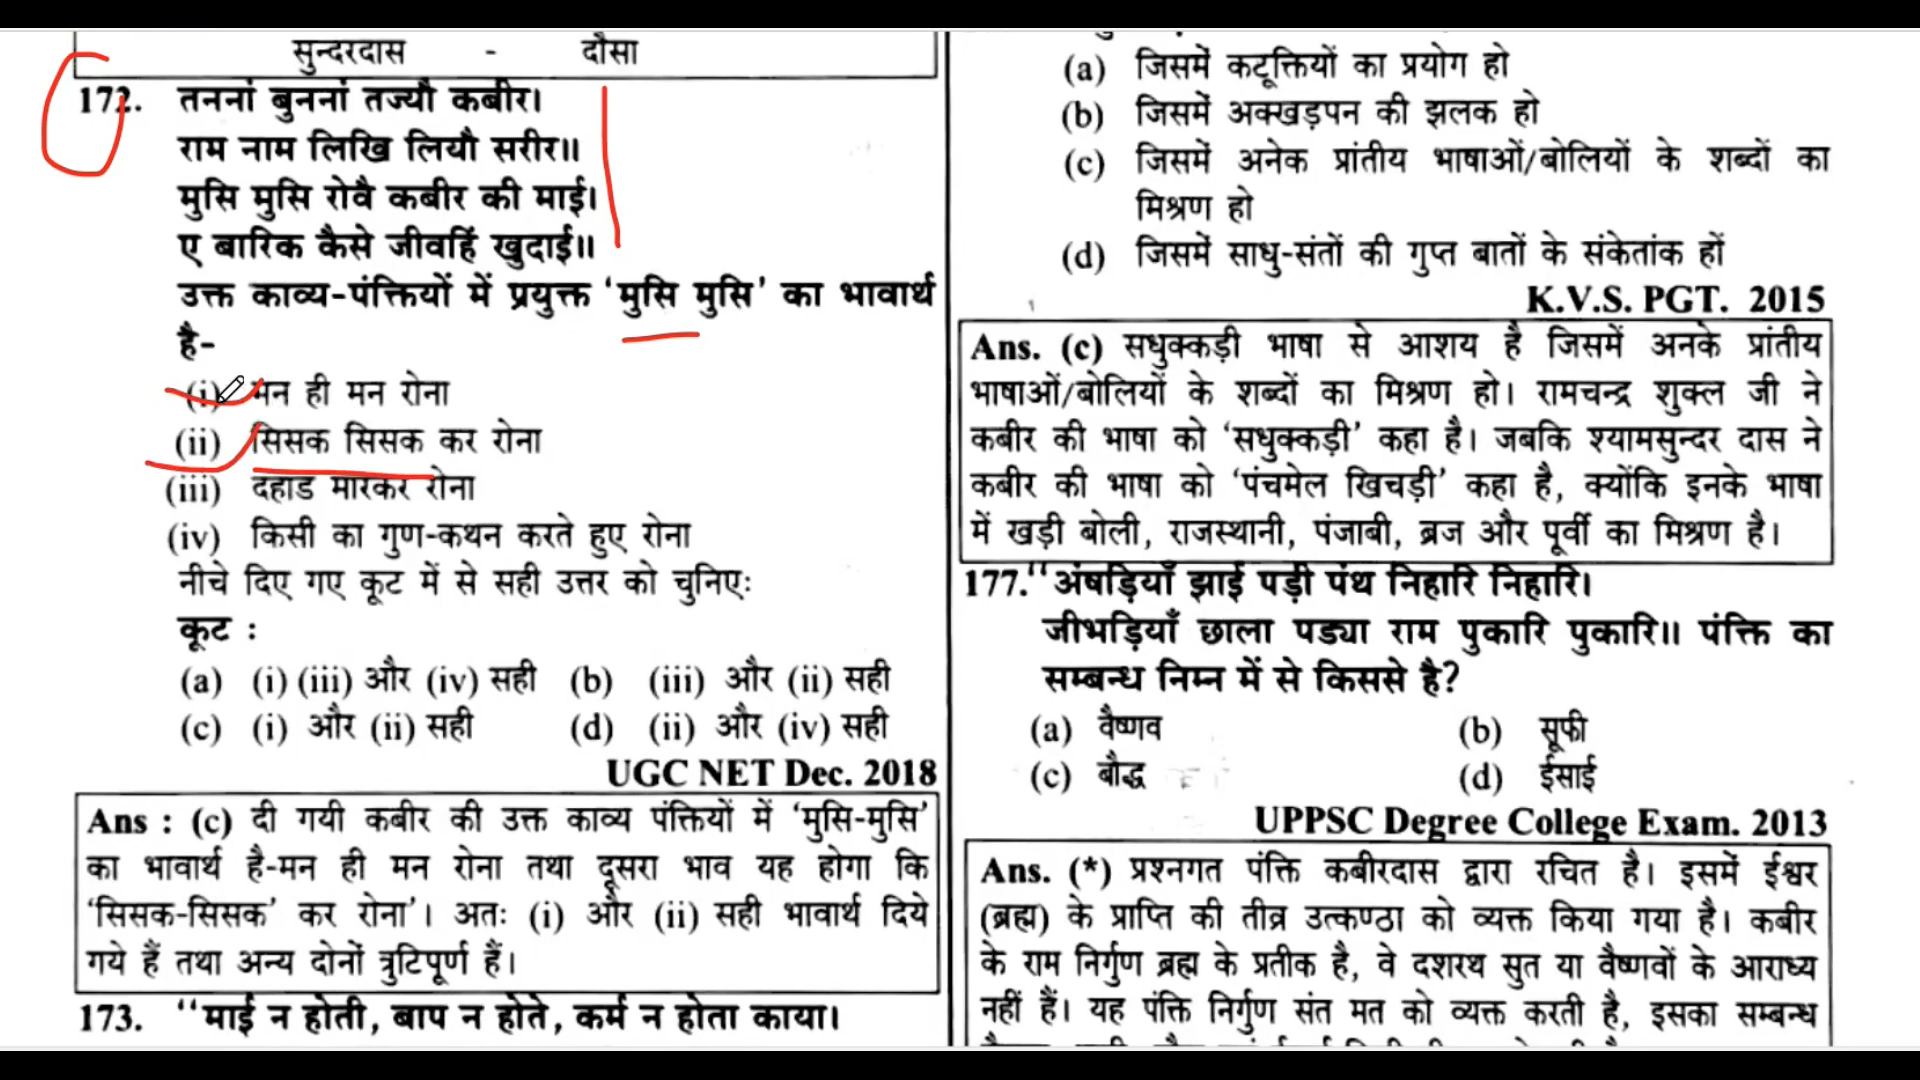 सुन्दरदास - दौसा
172. तननां बुननां तज्यौ कबीर।
राम नाम लिखि लियौ सरीर॥
मुसि मुसि रोवै कबीर की माई।
ए बारिक कैसे जीवहिं खुदाई॥
उक्त काव्य-पंक्तियों में प्रयुक्त ‘मुसि मुसि’ का भावार्थ
है-
(i) मन ही मन रोना
(ii) सिसक सिसक कर रोना
(iii) दहाड मारकर रोना
(iv) किसी का गुण-कथन करते हुए रोना
नीचे दिए गए कूट में से सही उत्तर को चुनिए:
कूट :
(a) (i) (iii) और (iv) सही (b) (iii) और (ii) सही
(c) (i) और (ii) सही (d) (ii) और (iv) सही
UGC NET Dec. 2018
Ans : (c) दी गयी कबीर की उक्त काव्य पंक्तियों में ‘मुसि-मुसि’
का भावार्थ है-मन ही मन रोना तथा दूसरा भाव यह होगा कि
‘सिसक-सिसक’ कर रोना’। अतः (i) और (ii) सही भावार्थ दिये
गये हैं तथा अन्य दोनों त्रुटिपूर्ण हैं।
173. “माई न होती, बाप न होते, कर्म न होता काया।
(a) जिसमें कटूक्तियों का प्रयोग हो
(b) जिसमें अक्खड़पन की झलक हो
(c) जिसमें अनेक प्रांतीय भाषाओं/बोलियों के शब्दों का
मिश्रण हो
(d) जिसमें साधु-संतों की गुप्त बातों के संकेतांक हों
K.V.S. PGT. 2015
Ans. (c) सधुक्कड़ी भाषा से आशय है जिसमें अनके प्रांतीय
भाषाओं/बोलियों के शब्दों का मिश्रण हो। रामचन्द्र शुक्ल जी ने
कबीर की भाषा को ‘सधुक्कड़ी’ कहा है। जबकि श्यामसुन्दर दास ने
कबीर की भाषा को ‘पंचमेल खिचड़ी’ कहा है, क्योंकि इनके भाषा
में खड़ी बोली, राजस्थानी, पंजाबी, ब्रज और पूर्वी का मिश्रण है।
177. “अंषड़ियाँ झाई पड़ी पंथ निहारि निहारि।
जीभड़ियाँ छाला पड्या राम पुकारि पुकारि॥ पंक्ति का
सम्बन्ध निम्न में से किससे है?
(a) वैष्णव (b) सूफी
(c) बौद्ध (d) ईसाई
UPPSC Degree College Exam. 2013
Ans. (*) प्रश्नगत पंक्ति कबीरदास द्वारा रचित है। इसमें ईश्वर
(ब्रह्म) के प्राप्ति की तीव्र उत्कण्ठा को व्यक्त किया गया है। कबीर
के राम निर्गुण ब्रह्म के प्रतीक है, वे दशरथ सुत या वैष्णवों के आराध्य
नहीं हैं। यह पंक्ति निर्गुण संत मत को व्यक्त करती है, इसका सम्बन्ध